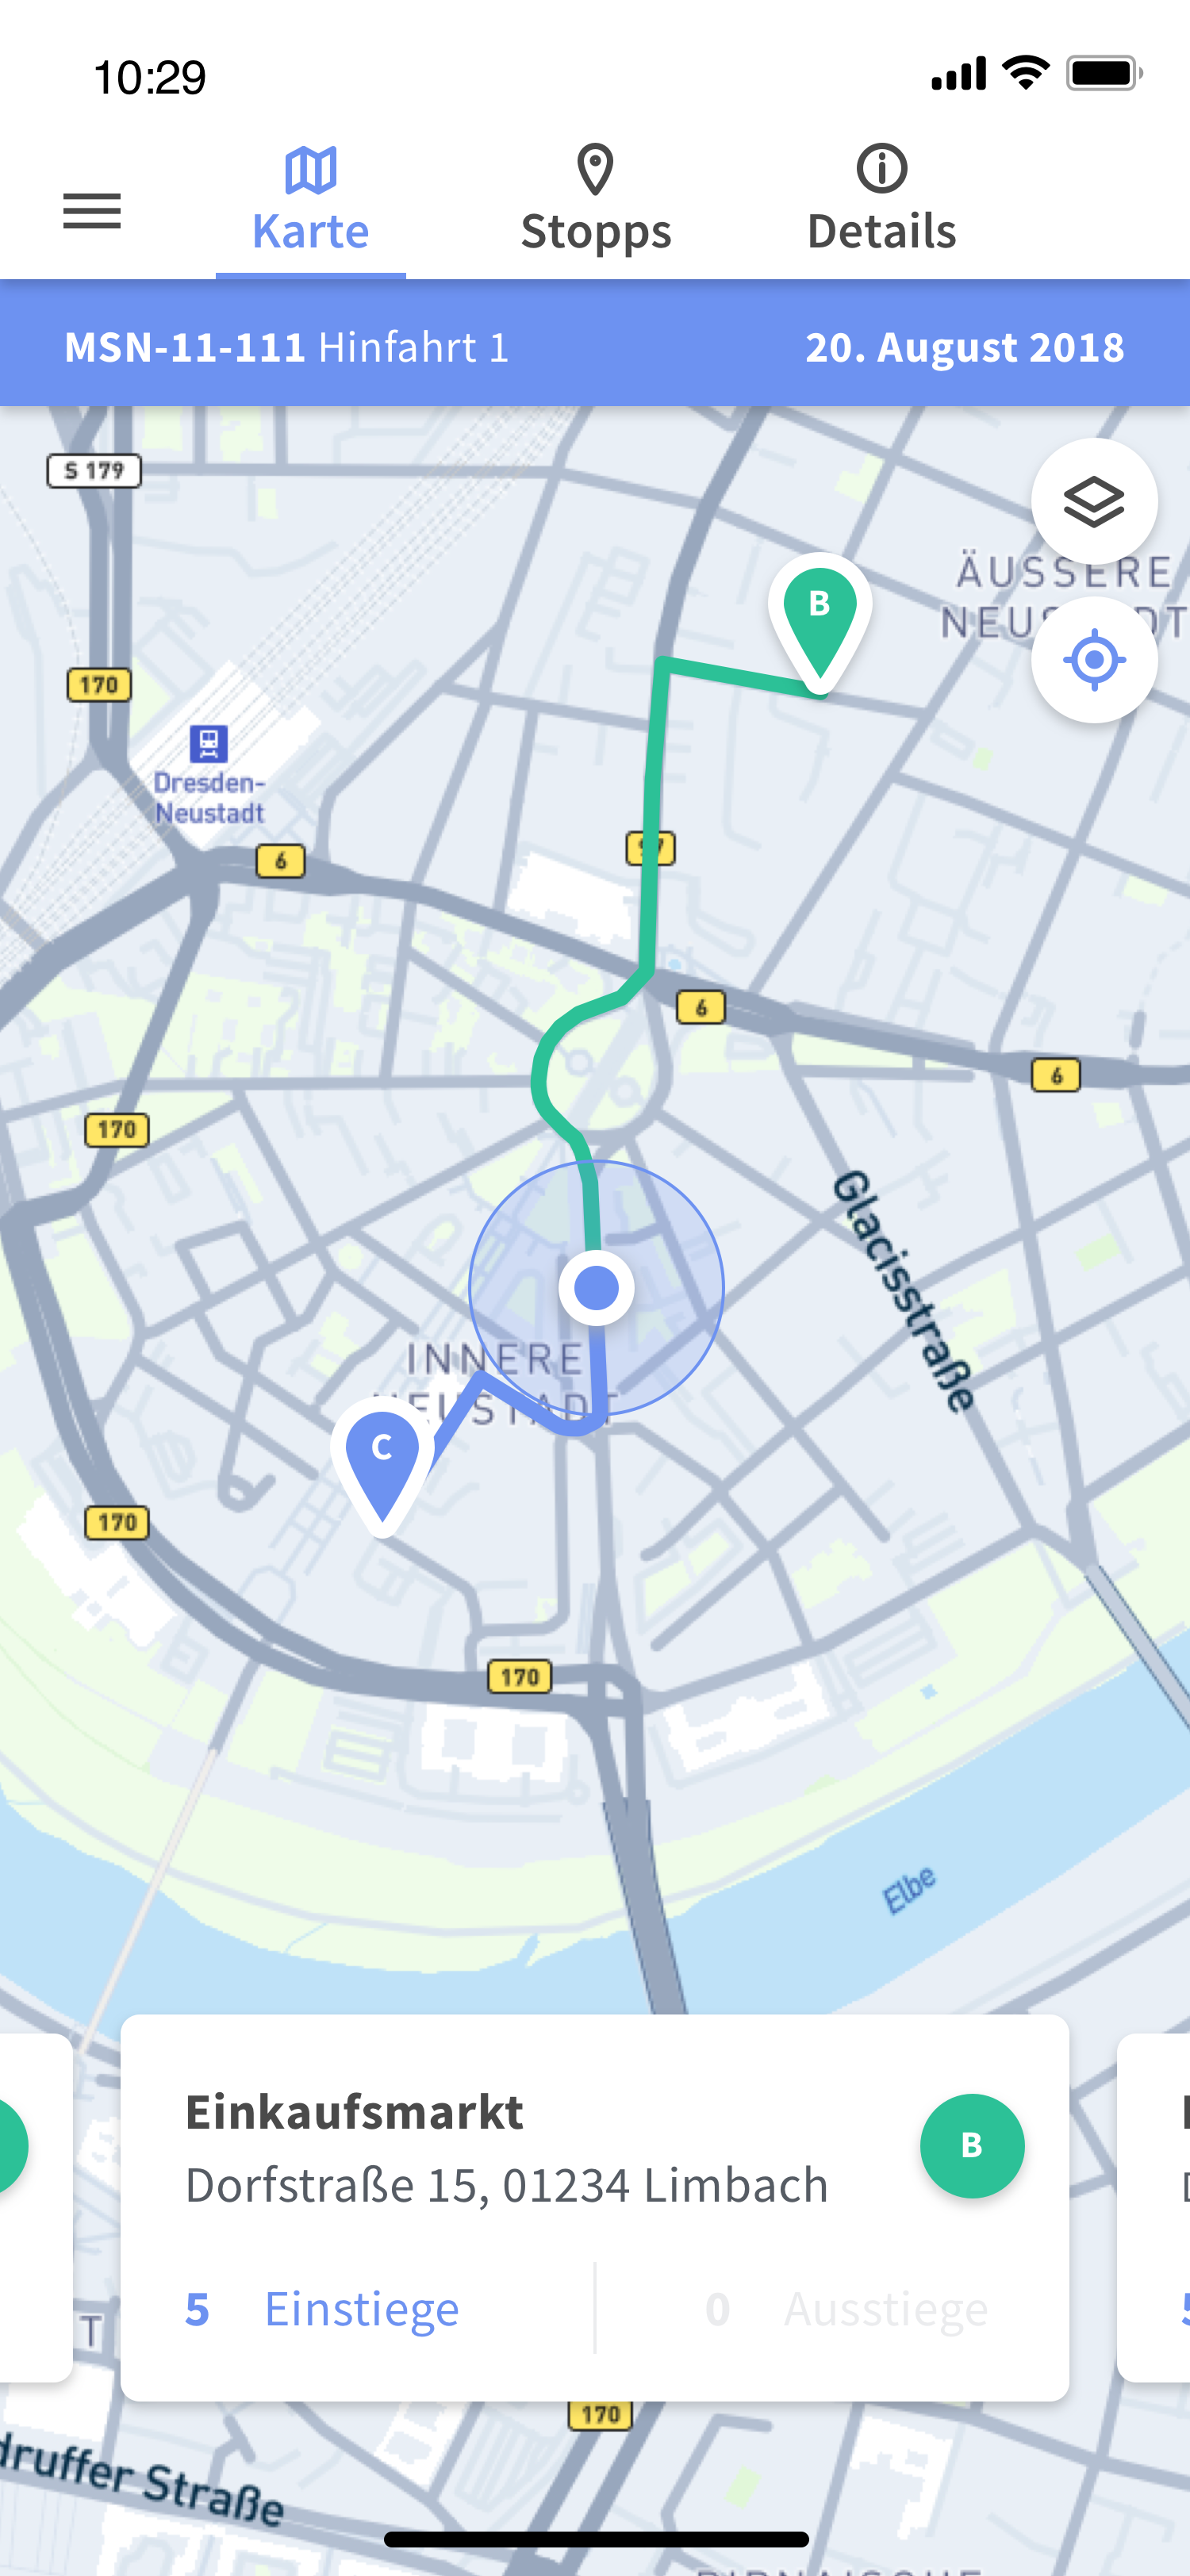 10:29
Karte
Stopps
Details
MSN-11-111 Hinfahrt 1
20. August 2018
S 179
ÄUSSERE
B
170
Dresden-
Neustadt
6
6
6
170
Glacisstraße
INNERE
NEUSTADT
C
170
170
Elbe
Einkaufsmarkt
B
Dorfstraße 15, 01234 Limbach
5 Einstiege
0 Ausstiege
170
druffer Straße